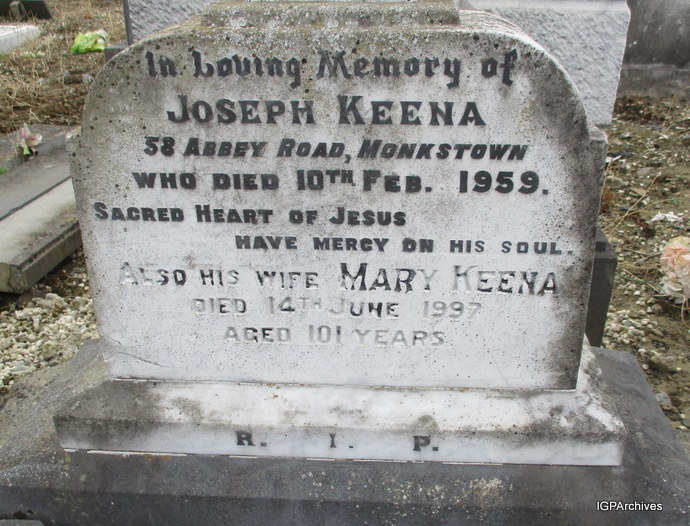 In Loving Memory of
JOSEPH KEENA
58 ABBEY ROAD, MONKSTOWN
WHO DIED 10TH FEB. 1959.
SACRED HEART OF JESUS
HAVE MERCY ON HIS SOUL.
ALSO HIS WIFE MARY KEENA
DIED 14TH JUNE 1997
AGED 101 YEARS
R. I. P.
IGPArchives